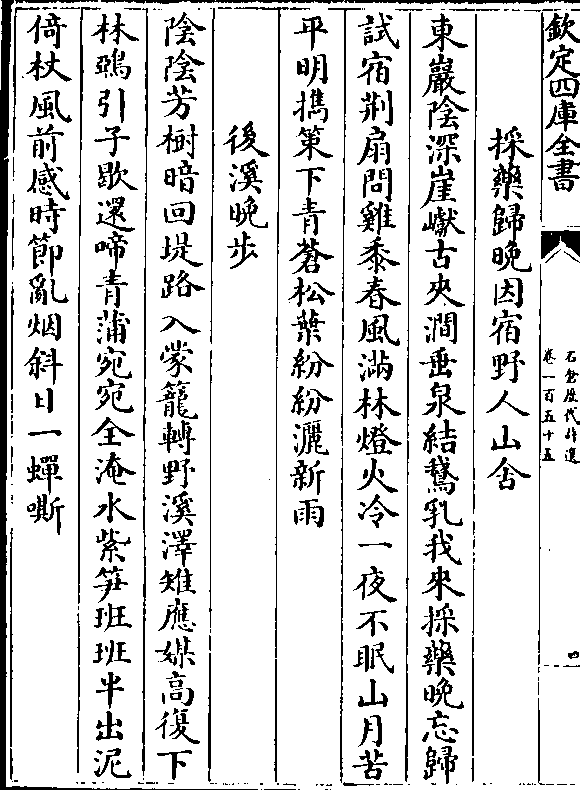 欽定四庫全書
石倉歷代詩選
卷一百五十五
四
採藥歸晚因宿野人山舍
東巖陰深崖巘古夾澗垂泉結鵞乳我來採藥晚忘歸
試宿荆扇問雞黍春風滿林燈火冷一夜不眠山月苦
平明擕策下青蒼松葉紛紛灑新雨
後溪晚步
陰陰芳樹暗回堤路入蒙籠轉野溪澤雉應媒高復下
林鵶引子歇還啼青蒲宛宛全淹水紫笋班班半出泥
倚杖風前感時節亂烟斜日一蟬嘶